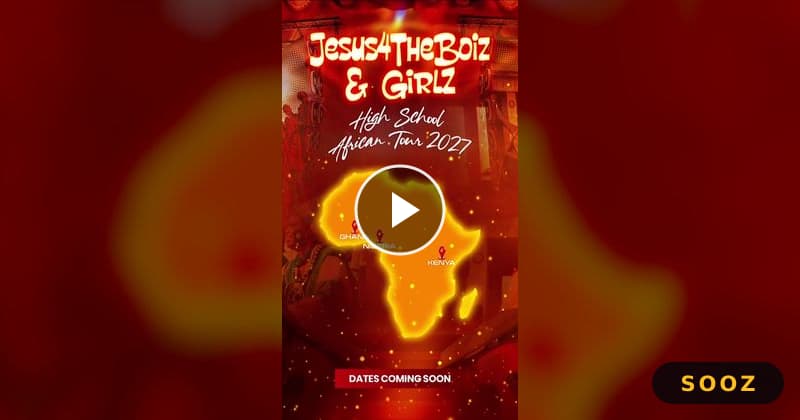 Jesus4TheBoiz
& Girlz
High School
African Tour 2027
GHANA
KENYA
DATES COMING SOON
SOOZ